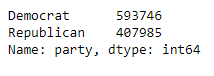 Democrat 593746
Republican 407985
Name: party, dtype: int64